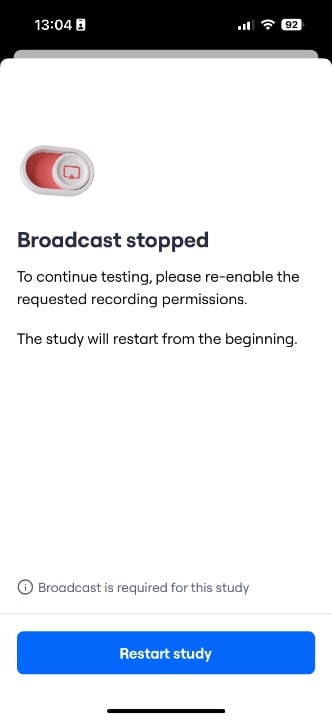 13:04
92
Broadcast stopped
To continue testing, please re-enable the
requested recording permissions.
The study will restart from the beginning.
Broadcast is required for this study
Restart study